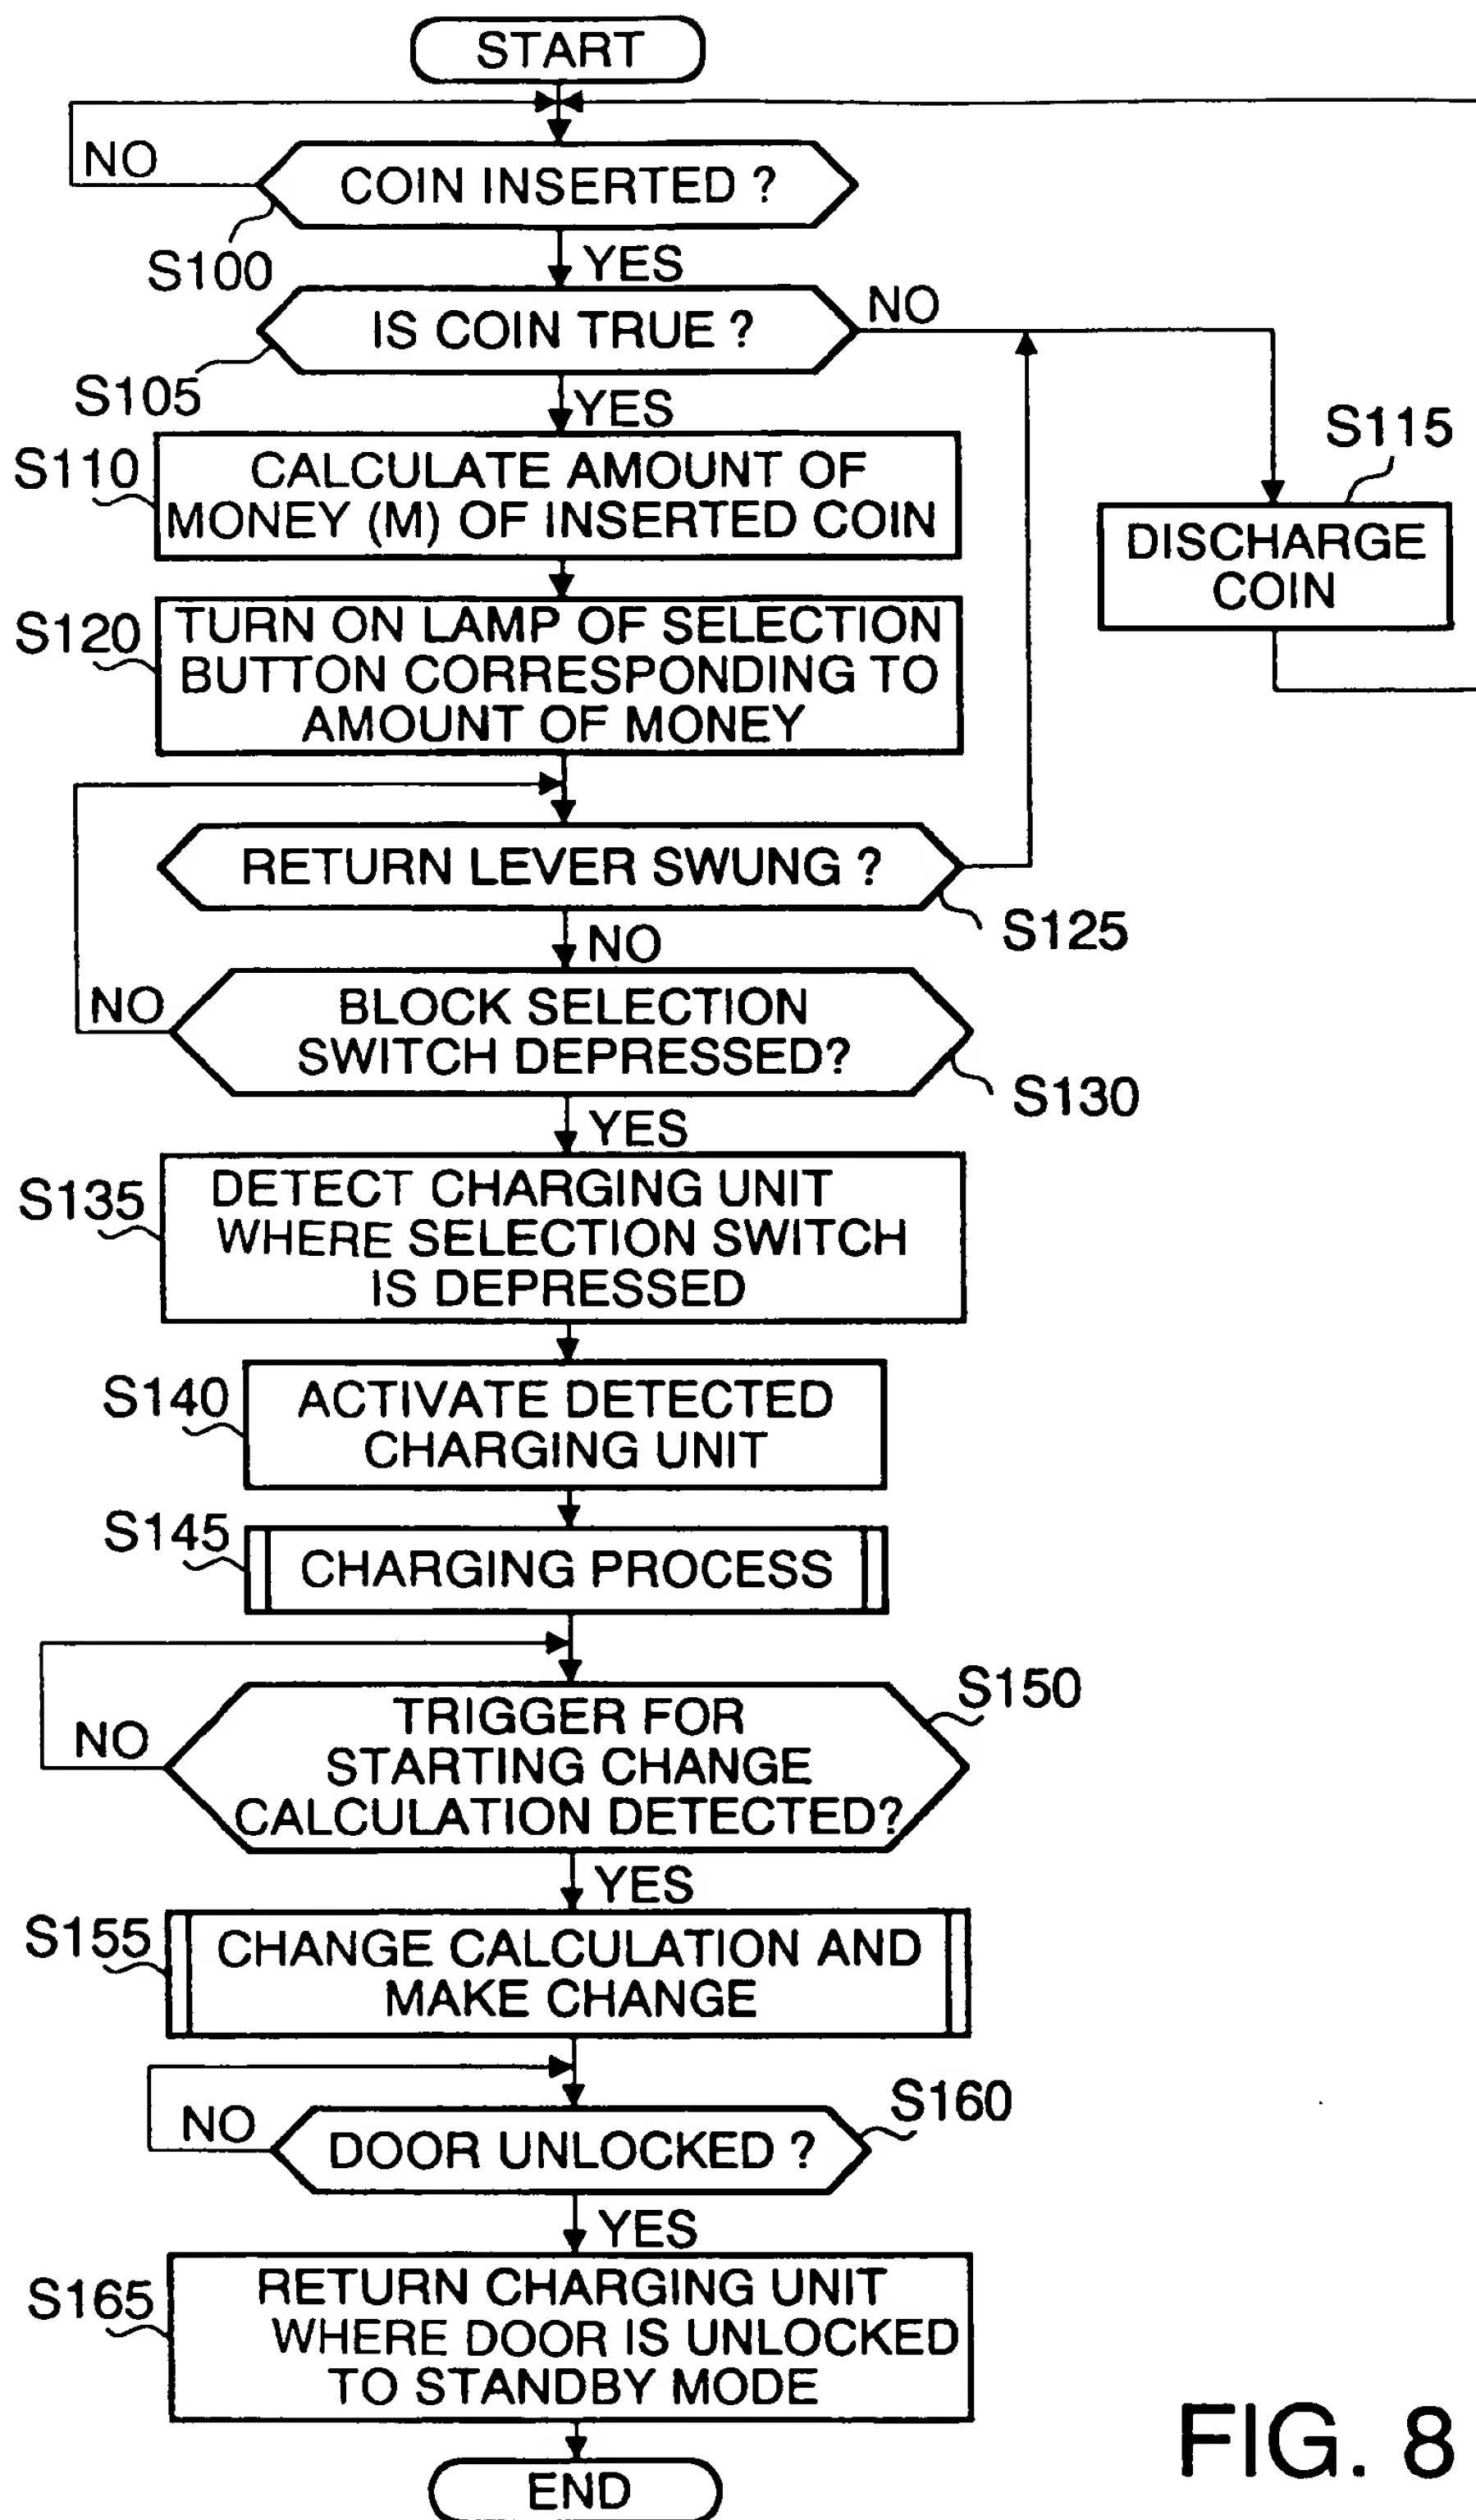 START
NO
COIN INSERTED ?
S100
YES
IS COIN TRUE ?
NO
S105
YES
S110
CALCULATE AMOUNT OF
MONEY (M) OF INSERTED COIN
S115
DISCHARGE
COIN
S120
TURN ON LAMP OF SELECTION
BUTTON CORRESPONDING TO
AMOUNT OF MONEY
RETURN LEVER SWUNG ?
S125
NO
NO
BLOCK SELECTION
SWITCH DEPRESSED?
S130
YES
S135
DETECT CHARGING UNIT
WHERE SELECTION SWITCH
IS DEPRESSED
S140
ACTIVATE DETECTED
CHARGING UNIT
S145
CHARGING PROCESS
S150
NO
TRIGGER FOR
STARTING CHANGE
CALCULATION DETECTED?
YES
S155
CHANGE CALCULATION AND
MAKE CHANGE
S160
NO
DOOR UNLOCKED ?
YES
S165
RETURN CHARGING UNIT
WHERE DOOR IS UNLOCKED
TO STANDBY MODE
END
FIG. 8